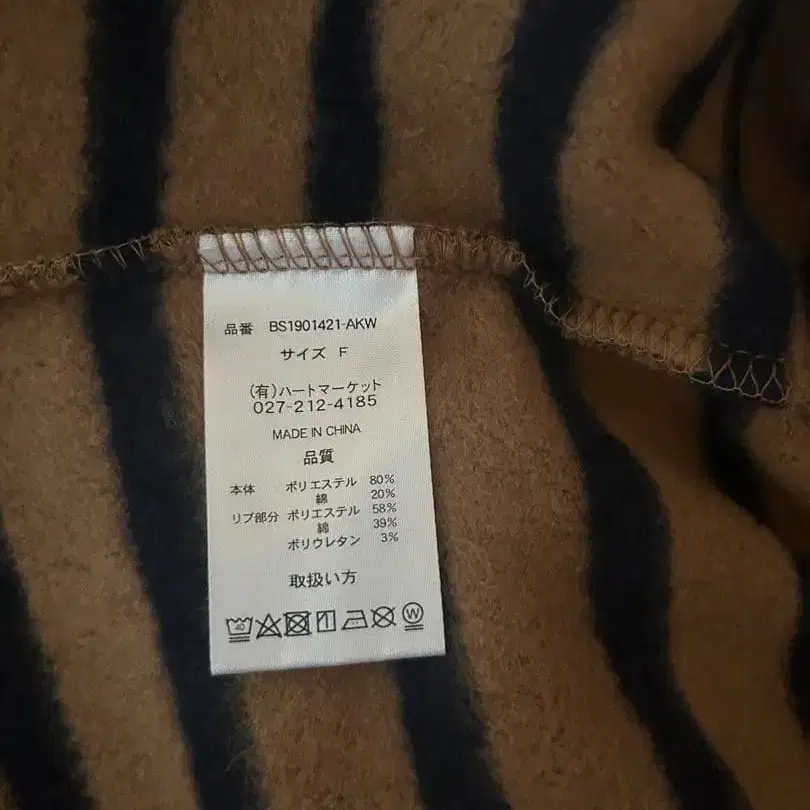 品番 BS1901421-AKW
サイズ F
(有)ハートマーケット
027-212-4185
MADE IN CHINA
品質
本体 ポリエステル 80%
綿 20%
リブ部分 ポリエステル 58%
綿 39%
ポリウレタン 3%
取扱い方
40 W